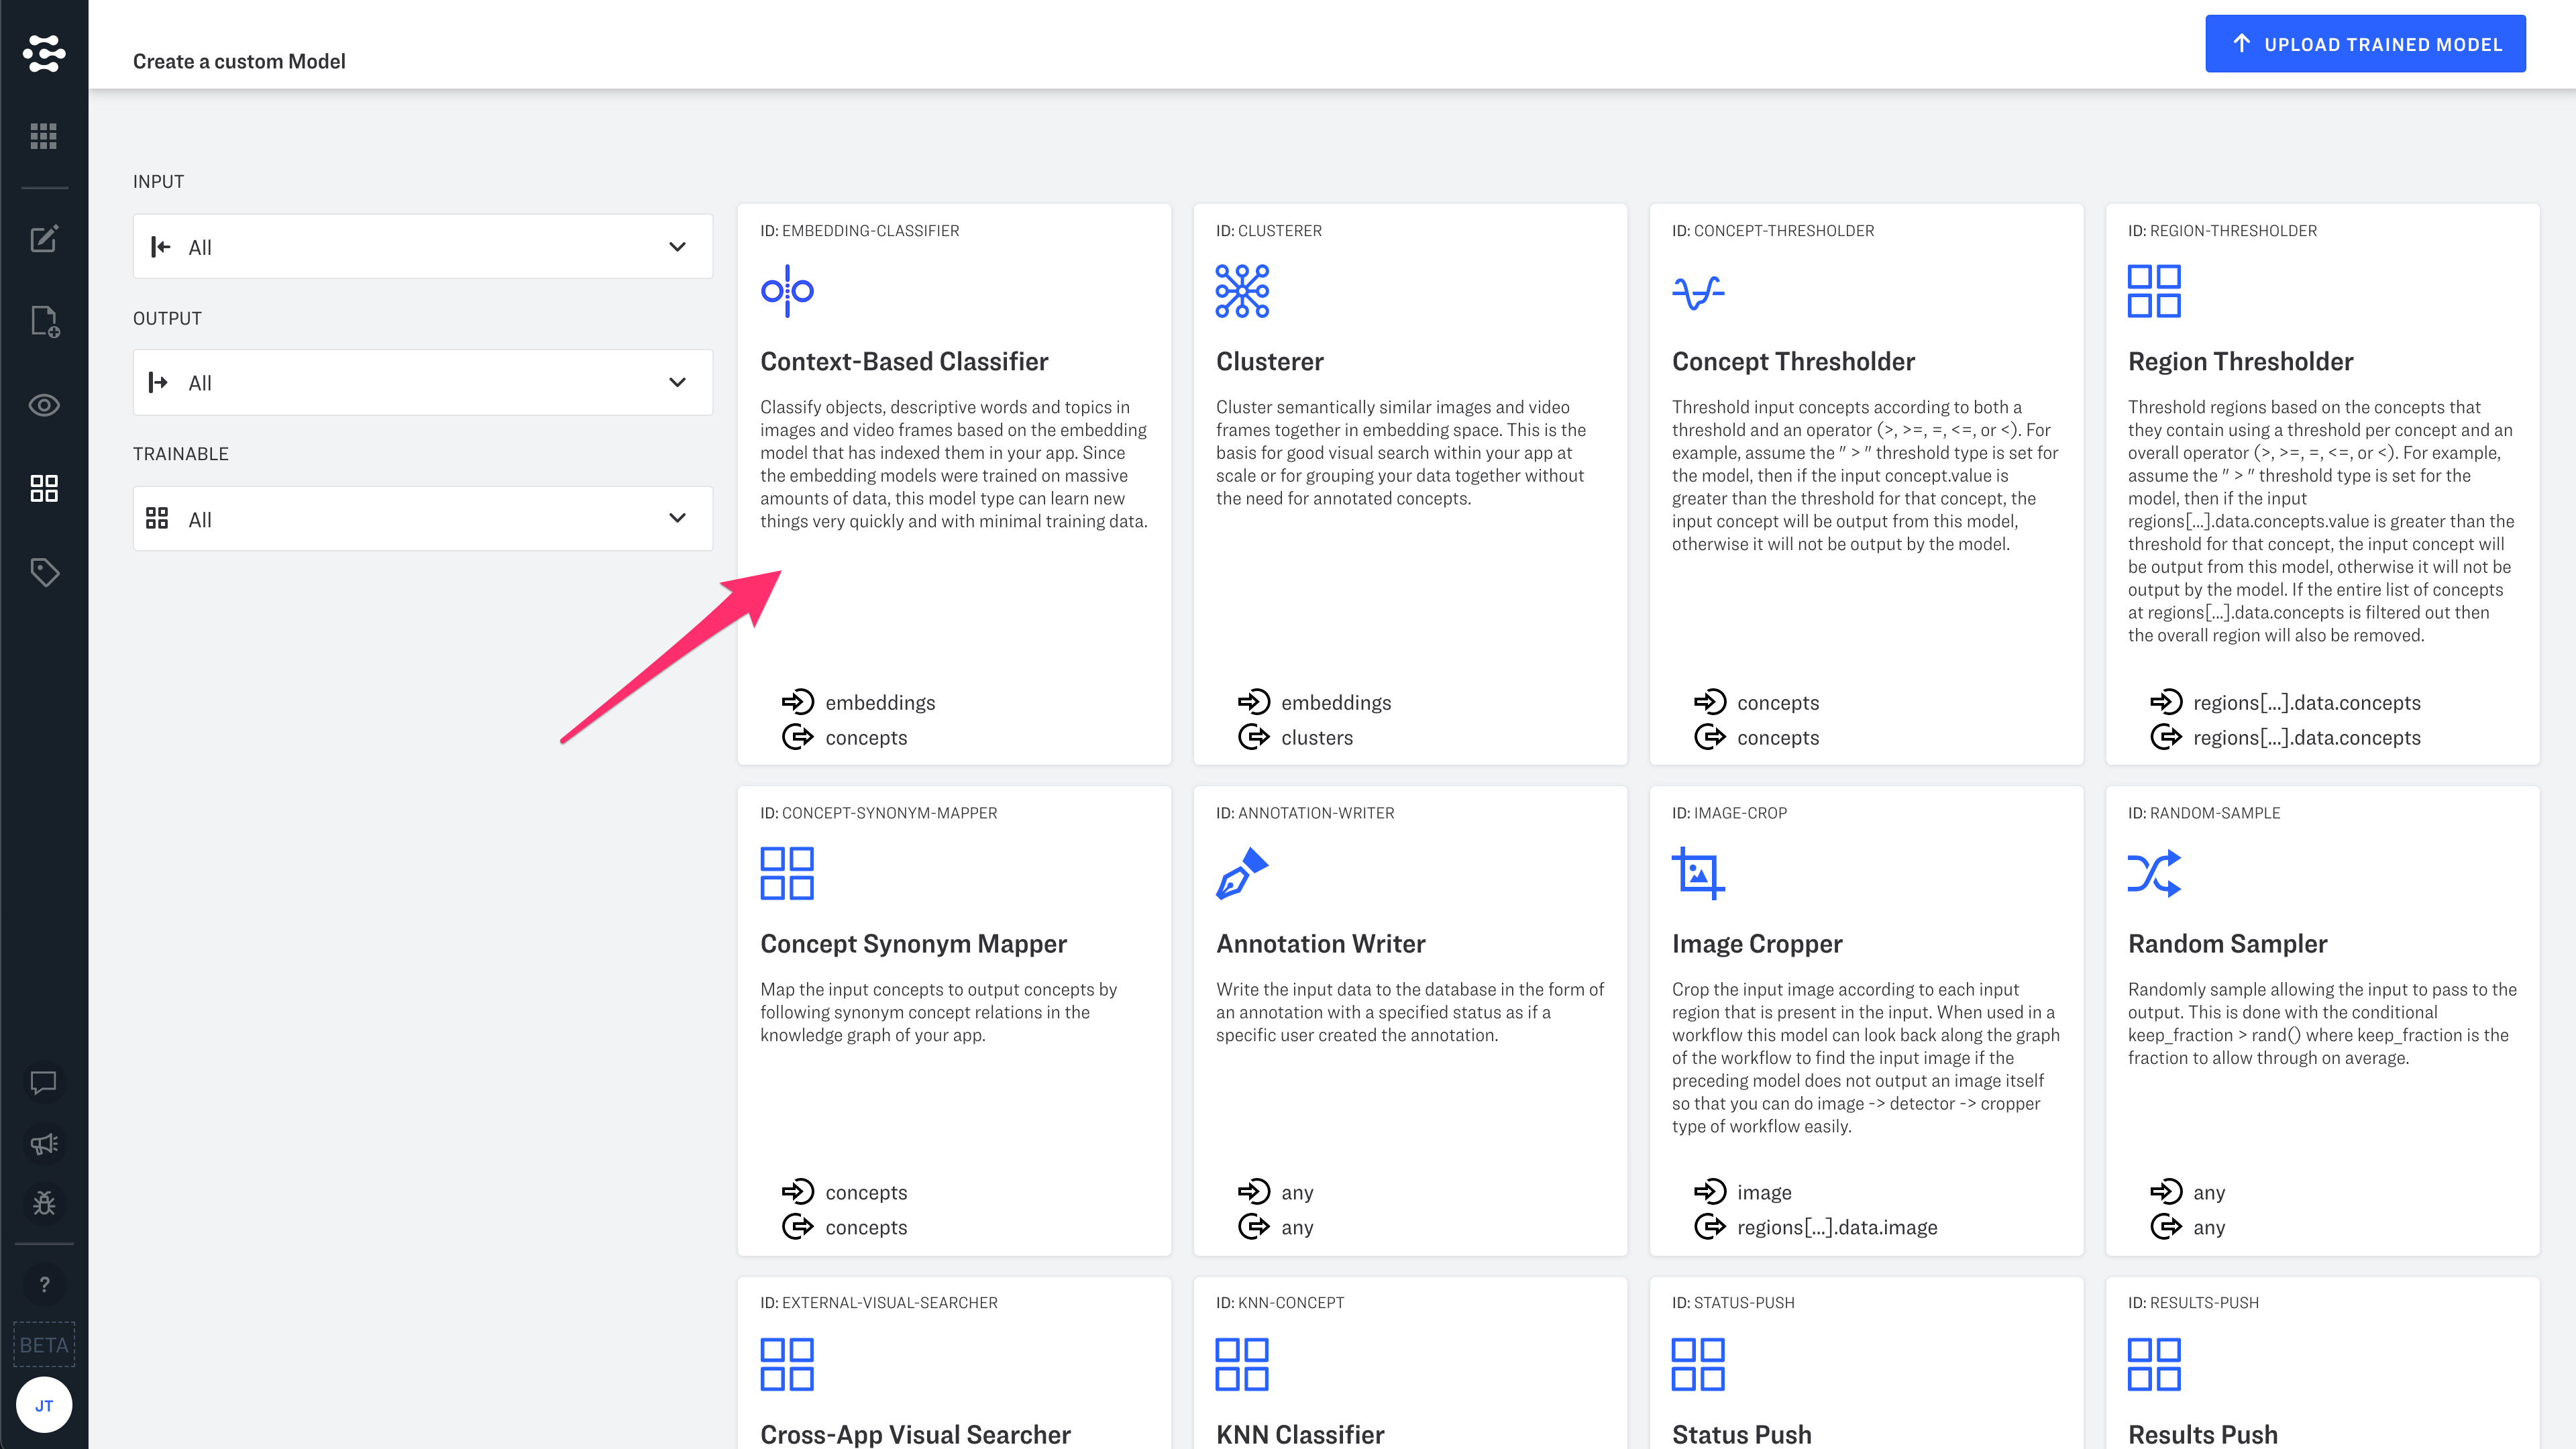 Create a custom Model
UPLOAD TRAINED MODEL
INPUT
All
OUTPUT
All
TRAINABLE
All
ID: EMBEDDING-CLASSIFIER
Context-Based Classifier
Classify objects, descriptive words and topics in
images and video frames based on the embedding
model that has indexed them in your app. Since
the embedding models were trained on massive
amounts of data, this model type can learn new
things very quickly and with minimal training data.
embeddings
concepts
ID: CLUSTERER
Clusterer
Cluster semantically similar images and video
frames together in embedding space. This is the
basis for good visual search within your app at
scale or for grouping your data together without
the need for annotated concepts.
embeddings
clusters
ID: CONCEPT-THRESHOLDER
Concept Thresholder
Threshold input concepts according to both a
threshold and an operator (>, >=, =, <=, or <). For
example, assume the " > " threshold type is set for
the model, then if the input concept.value is
greater than the threshold for that concept, the
input concept will be output from this model,
otherwise it will not be output by the model.
concepts
concepts
ID: REGION-THRESHOLDER
Region Thresholder
Threshold regions based on the concepts that
they contain using a threshold per concept and an
overall operator (>, >=, =, <=, or <). For example,
assume the " > " threshold type is set for the
model, then if the input
regions[...].data.concepts.value is greater than the
threshold for that concept, the input concept will
be output from this model, otherwise it will not be
output by the model. If the entire list of concepts
at regions[...].data.concepts is filtered out then
the overall region will also be removed.
regions[...].data.concepts
regions[...].data.concepts
ID: CONCEPT-SYNONYM-MAPPER
Concept Synonym Mapper
Map the input concepts to output concepts by
following synonym concept relations in the
knowledge graph of your app.
concepts
concepts
ID: ANNOTATION-WRITER
Annotation Writer
Write the input data to the database in the form of
an annotation with a specified status as if a
specific user created the annotation.
any
any
ID: IMAGE-CROP
Image Cropper
Crop the input image according to each input
region that is present in the input. When used in a
workflow this model can look back along the graph
of the workflow to find the input image if the
preceding model does not output an image itself
so that you can do image -> detector -> cropper
type of workflow easily.
image
regions[...].data.image
ID: RANDOM-SAMPLE
Random Sampler
Randomly sample allowing the input to pass to the
output. This is done with the conditional
keep_fraction > rand() where keep_fraction is the
fraction to allow through on average.
any
any
ID: EXTERNAL-VISUAL-SEARCHER
Cross-App Visual Searcher
ID: KNN-CONCEPT
KNN Classifier
ID: STATUS-PUSH
Status Push
ID: RESULTS-PUSH
Results Push
?
BETA
JT